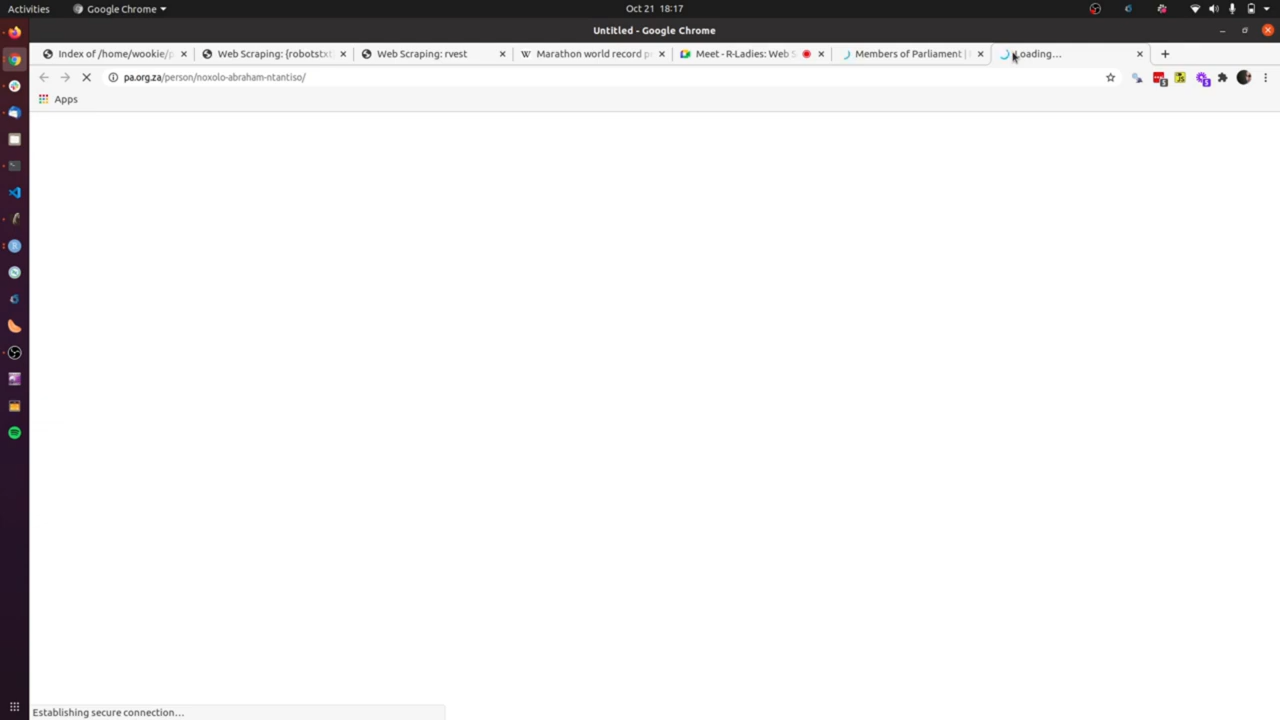 Activities
Google Chrome
Oct 21 18:17
Untitled - Google Chrome
Index of /home/wookie/p
Web Scraping: {robotstxt
Web Scraping: rvest
Marathon world record p
Meet - R-Ladies: Web S
Members of Parliament |
Loading...
pa.org.za/person/noxolo-abraham-ntantiso/
Apps
Establishing secure connection...